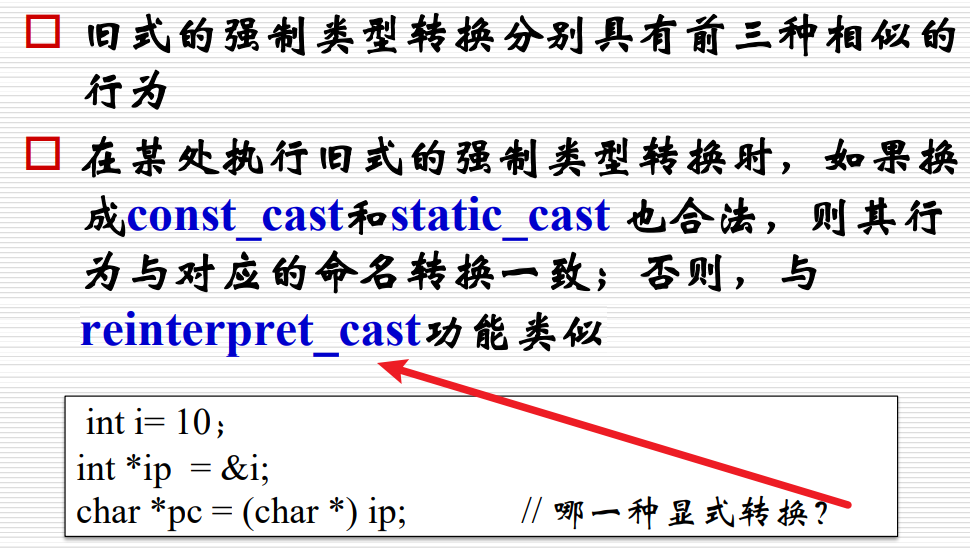 旧式的强制类型转换分别具有前三种相似的
行为
在某处执行旧式的强制类型转换时，如果换
成const_cast和static_cast 也合法，则其行
为与对应的命名转换一致；否则，与
reinterpret_cast功能类似
int i= 10；
int *ip = &i;
char *pc = (char *) ip; // 哪一种显式转换？